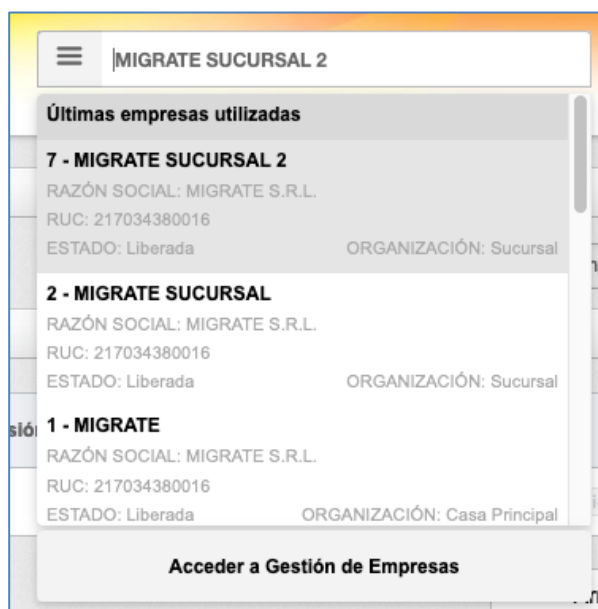 MIGRATE SUCURSAL 2
Últimas empresas utilizadas
7 - MIGRATE SUCURSAL 2
RAZÓN SOCIAL: MIGRATE S.R.L.
RUC: 217034380016
ESTADO: Liberada ORGANIZACIÓN: Sucursal
2 - MIGRATE SUCURSAL
RAZÓN SOCIAL: MIGRATE S.R.L.
RUC: 217034380016
ESTADO: Liberada ORGANIZACIÓN: Sucursal
1 - MIGRATE
RAZÓN SOCIAL: MIGRATE S.R.L.
RUC: 217034380016
ESTADO: Liberada ORGANIZACIÓN: Casa Principal
Acceder a Gestión de Empresas